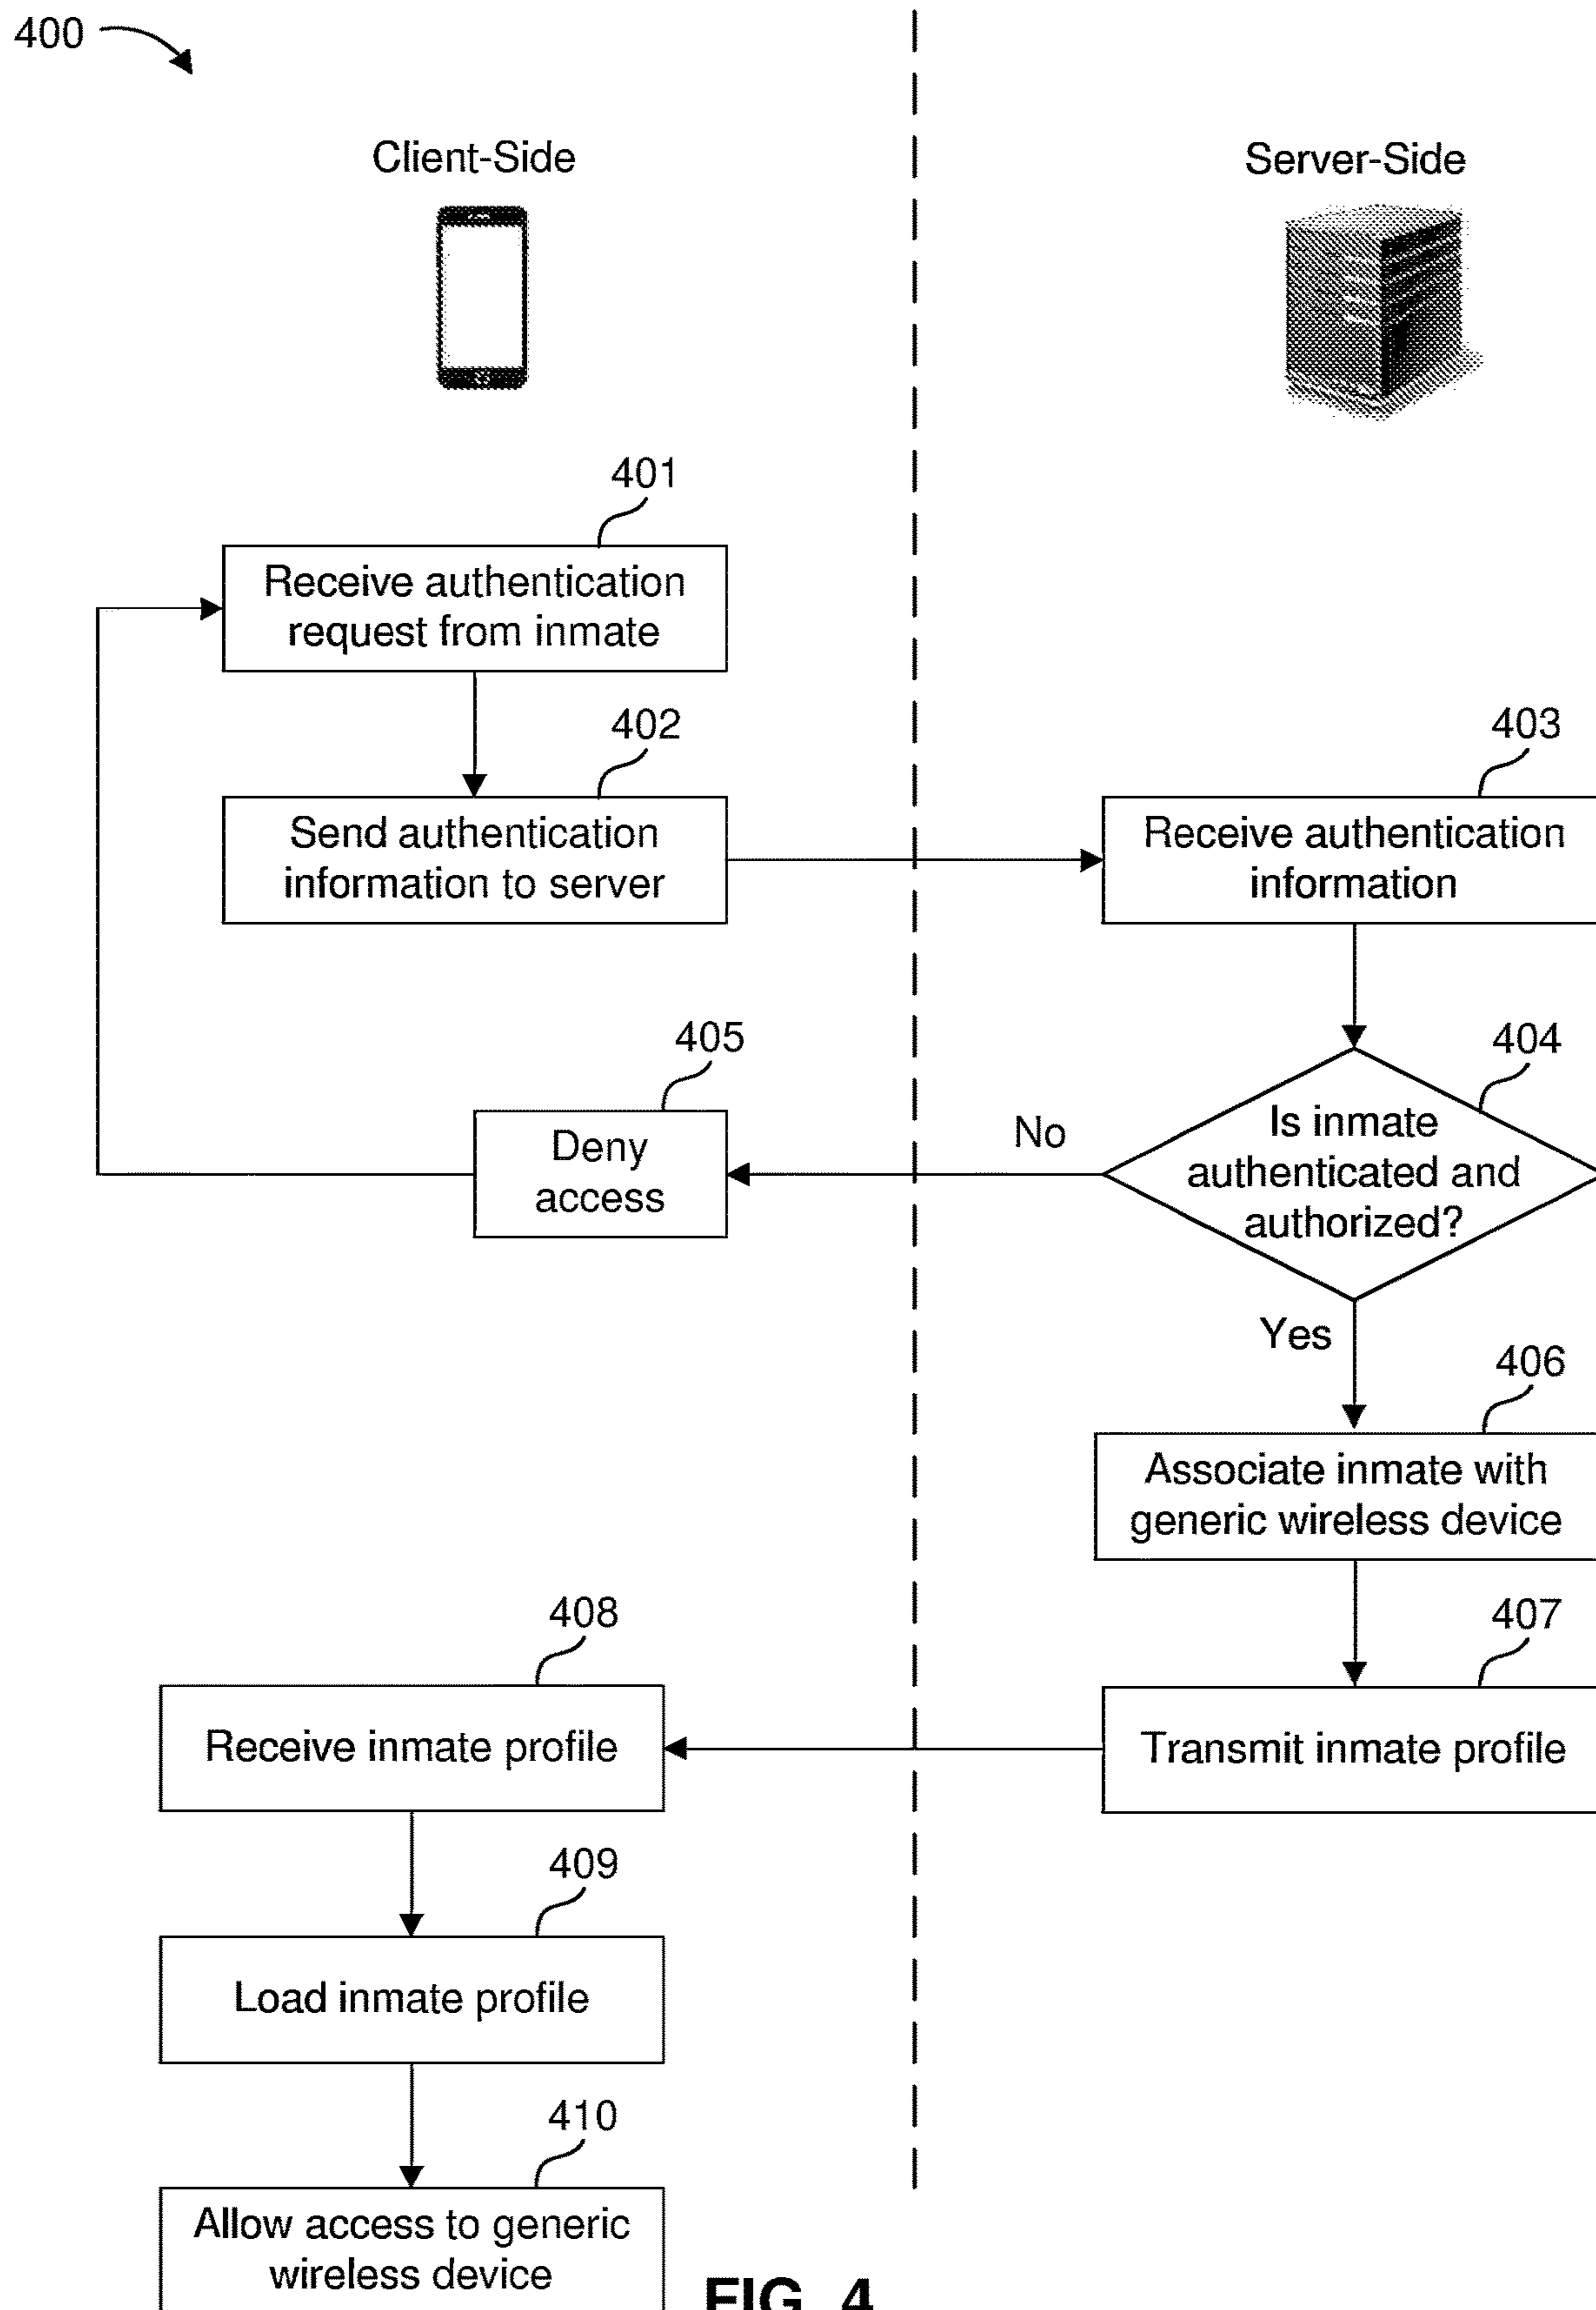 400
Client-Side
Server-Side
401
Receive authentication
request from inmate
402
Send authentication
information to server
403
Receive authentication
information
404
Is inmate
authenticated and
authorized?
No
405
Deny
access
Yes
406
Associate inmate with
generic wireless device
407
Transmit inmate profile
408
Receive inmate profile
409
Load inmate profile
410
Allow access to generic
wireless device
FIG. 4